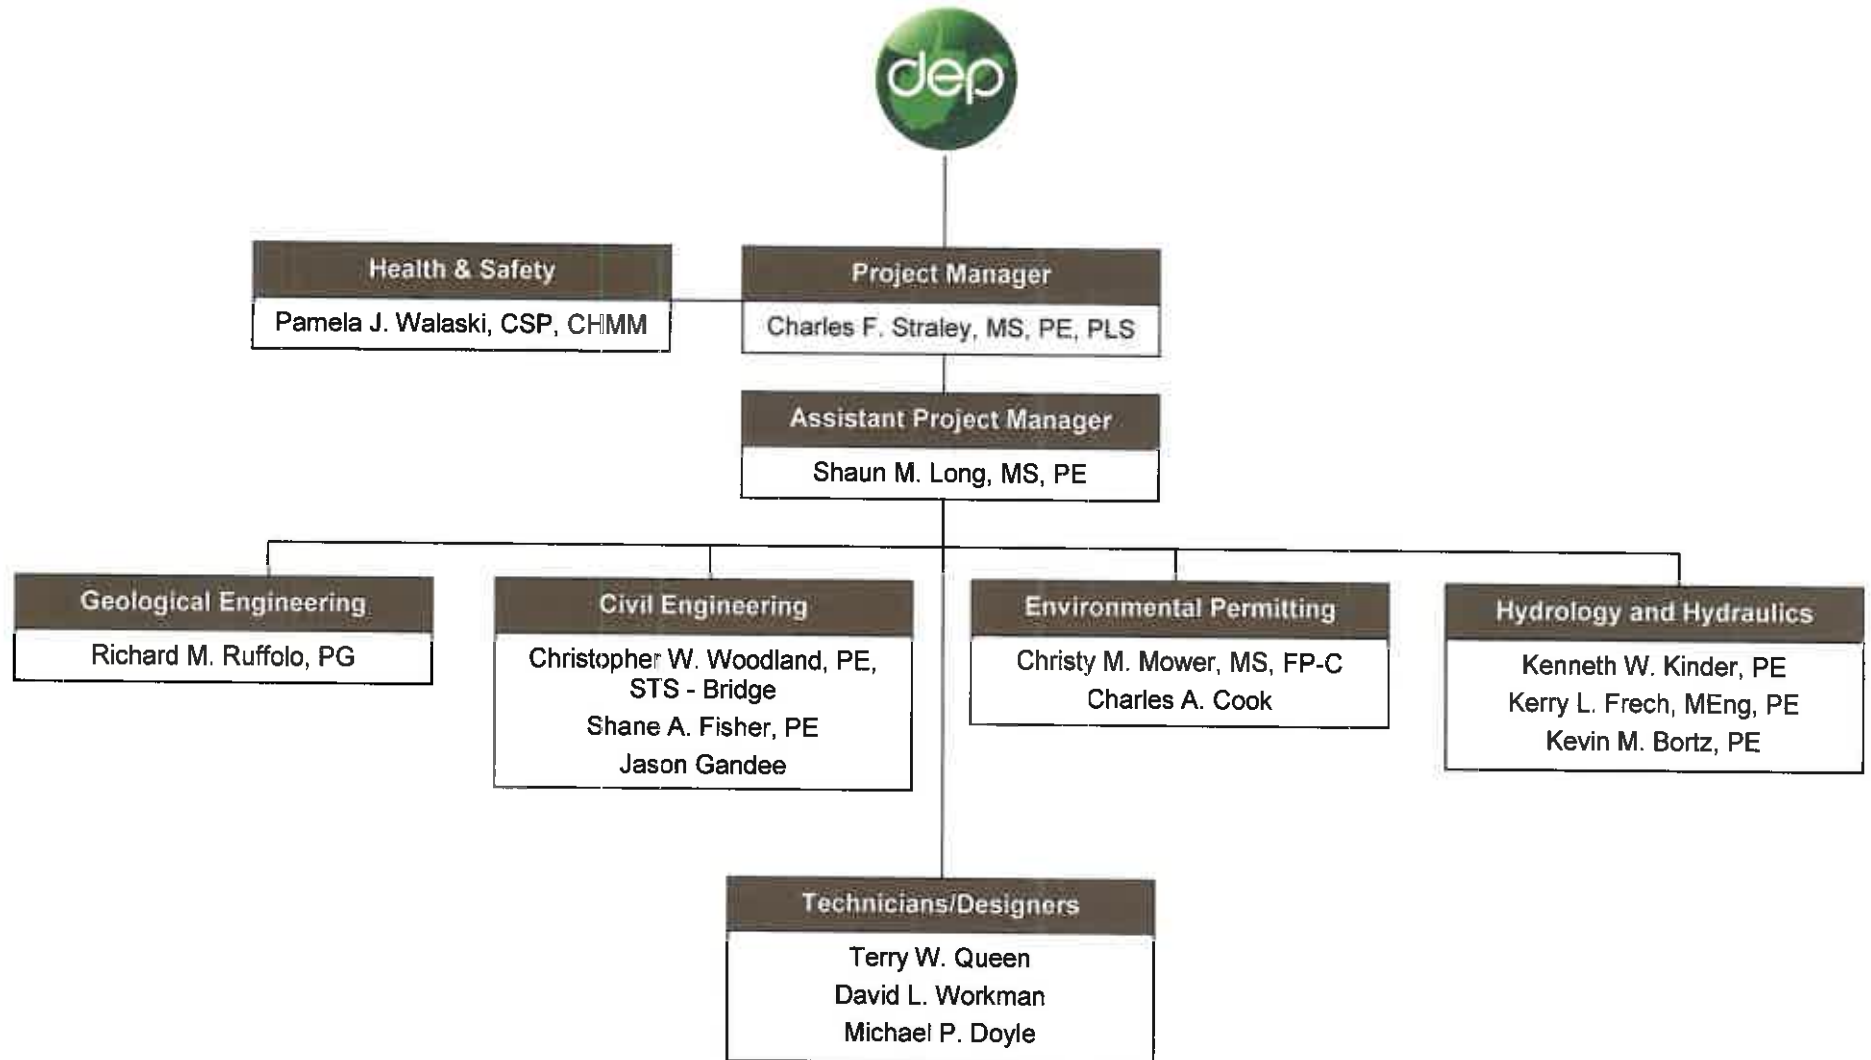 dep
Health & Safety
Pamela J. Walaski, CSP, CHMM
Project Manager
Charles F. Straley, MS, PE, PLS
Assistant Project Manager
Shaun M. Long, MS, PE
Geological Engineering
Richard M. Ruffolo, PG
Civil Engineering
Christopher W. Woodland, PE,
STS - Bridge
Shane A. Fisher, PE
Jason Gandee
Environmental Permitting
Christy M. Mower, MS, FP-C
Charles A. Cook
Hydrology and Hydraulics
Kenneth W. Kinder, PE
Kerry L. Frech, MEng, PE
Kevin M. Bortz, PE
Technicians/Designers
Terry W. Queen
David L. Workman
Michael P. Doyle